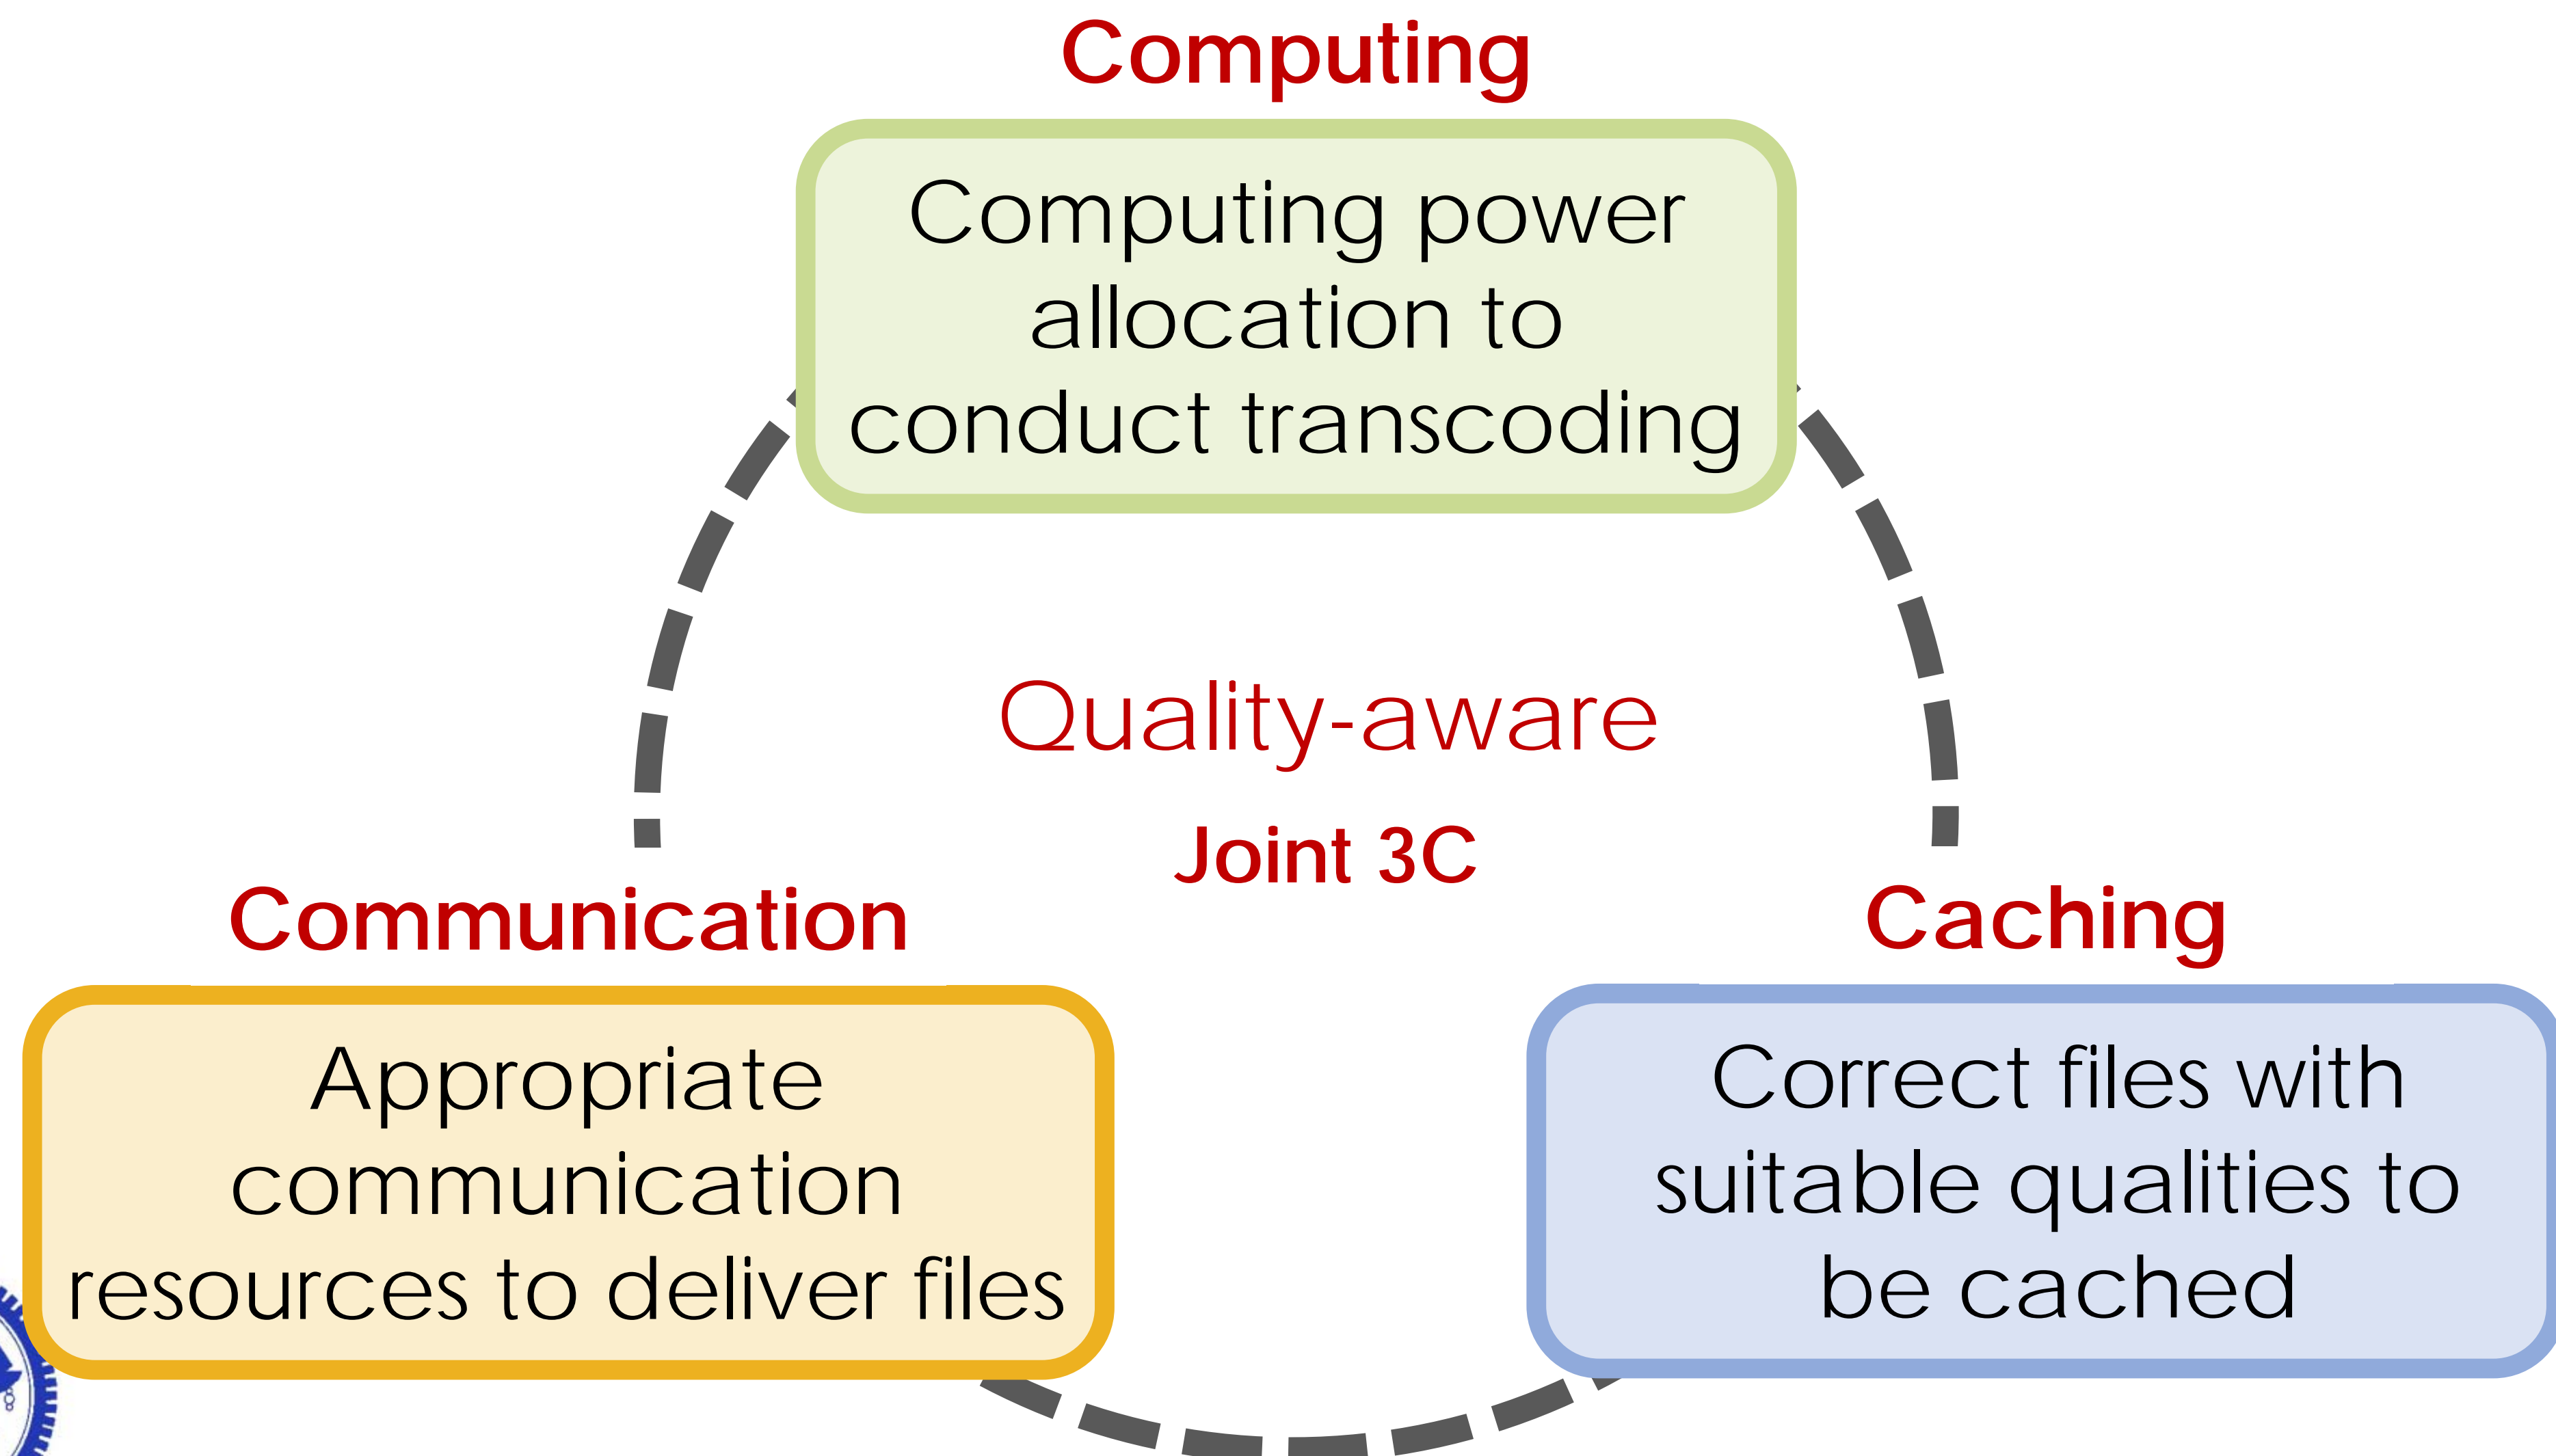 Computing
Computing power
allocation to
conduct transcoding
Quality-aware
Joint 3C
Communication
Appropriate
communication
resources to deliver files
Caching
Correct files with
suitable qualities to
be cached